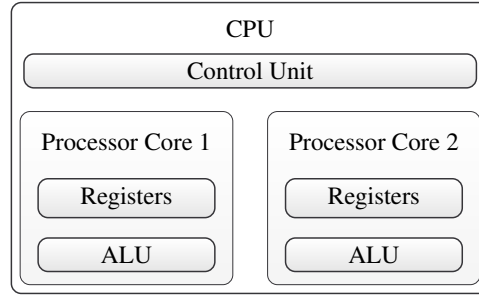 CPU
Control Unit
Processor Core 1
Processor Core 2
Registers
Registers
ALU
ALU